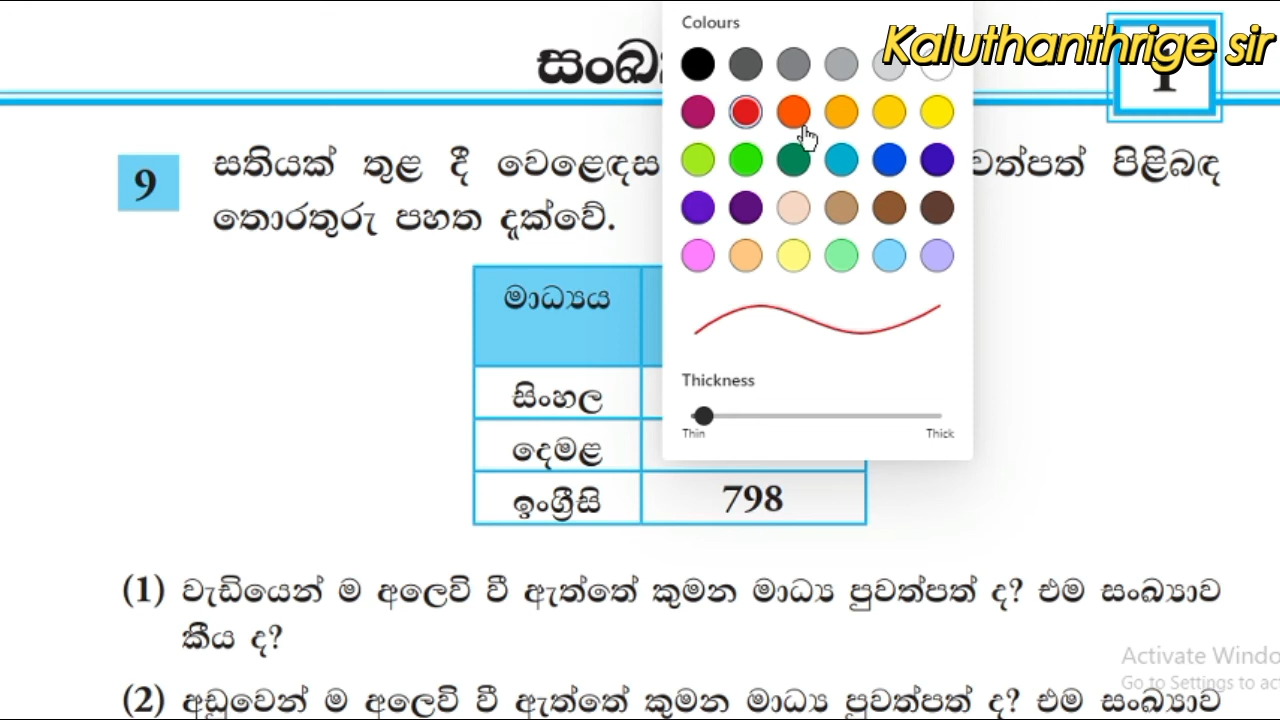 Colours
Kaluthanthrige sir
1
9
සතියක් තුළ දී වෙළෙඳස
වත්පත් පිළිබඳ
තොරතුරු පහත දැක්වේ.
මාධ්‍යය
සිංහල
දෙමළ
ඉංග්‍රීසි 798
Thickness
Thin Thick
(1) වැඩියෙන් ම අලෙවි වී ඇත්තේ කුමන මාධ්‍ය පුවත්පත් ද? එම සංඛ්‍යාව
කීය ද?
Activate Windo
Go to Settings to ac
(2) අඩුවෙන් ම අලෙවි වී ඇත්තේ කුමන මාධ්‍ය පුවත්පත් ද? එම සංඛ්‍යාව